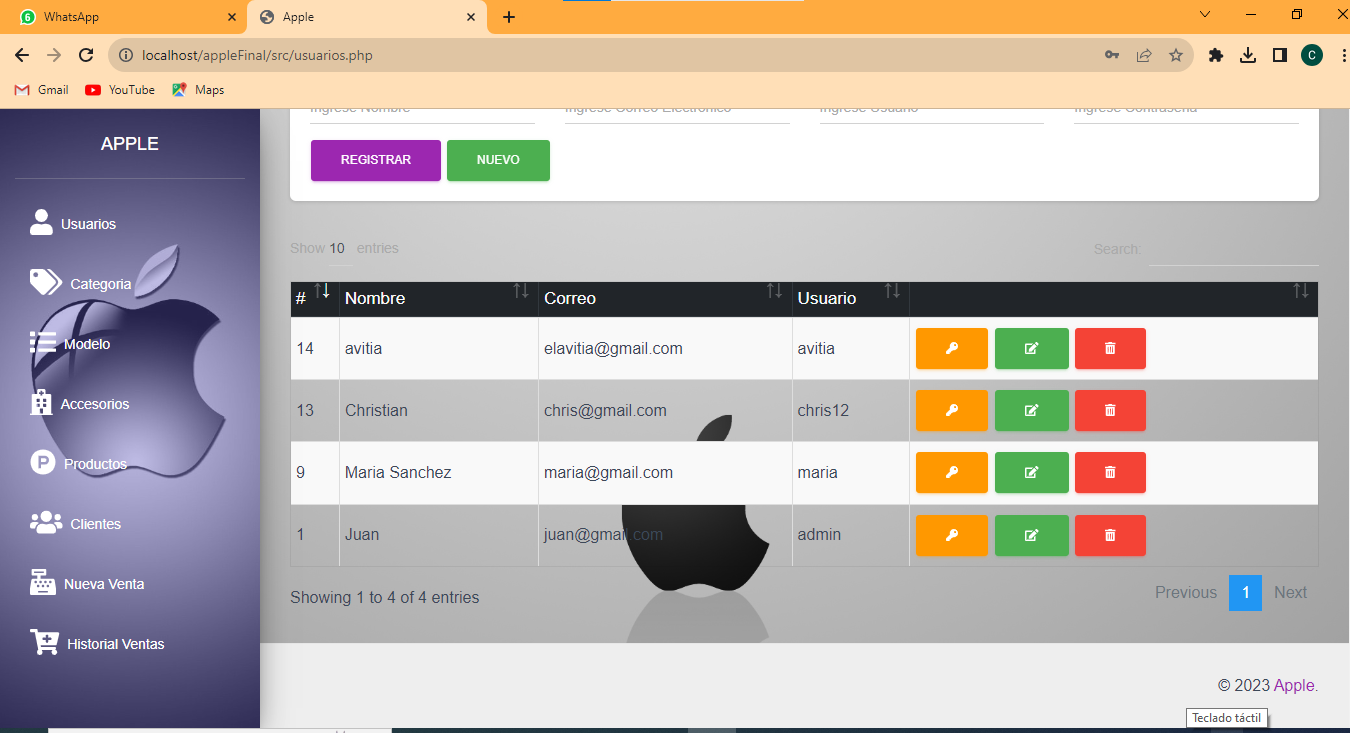 6
WhatsApp
Apple
localhost/appleFinal/src/usuarios.php
C
Gmail
YouTube
Maps
APPLE
Usuarios
Categoria
Modelo
Accesorios
P
Productos
Clientes
Nueva Venta
Historial Ventas
Ingrese Nombre
Ingrese Correo Electrónico
Ingrese Usuario
Ingrese Contraseña
REGISTRAR
NUEVO
Show 10 entries
Search:
# Nombre Correo Usuario
14 avitia elavitia@gmail.com avitia
13 Christian chris@gmail.com chris12
9 Maria Sanchez maria@gmail.com maria
1 Juan juan@gmail.com admin
Showing 1 to 4 of 4 entries
Previous 1 Next
© 2023 Apple.
Teclado táctil